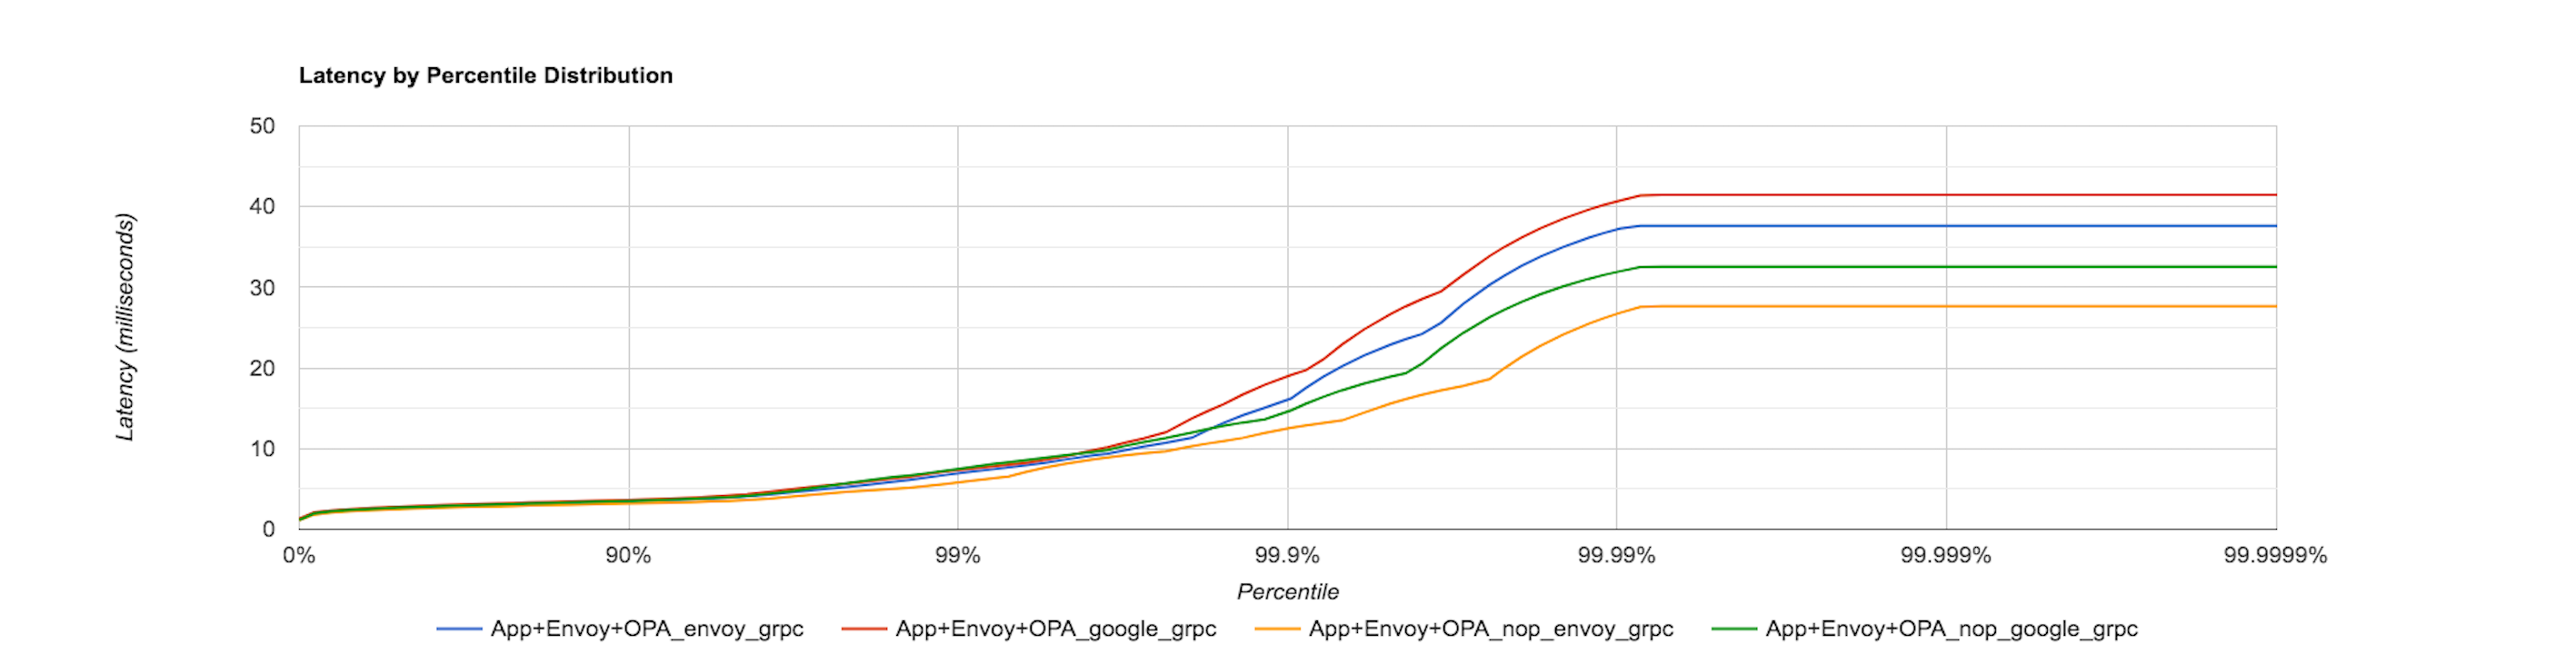 Latency by Percentile Distribution
50
40
30
20
10
0
Latency (milliseconds)
0% 90% 99% 99.9% 99.99% 99.999% 99.9999%
Percentile
App+Envoy+OPA_envoy_grpc App+Envoy+OPA_google_grpc App+Envoy+OPA_nop_envoy_grpc App+Envoy+OPA_nop_google_grpc